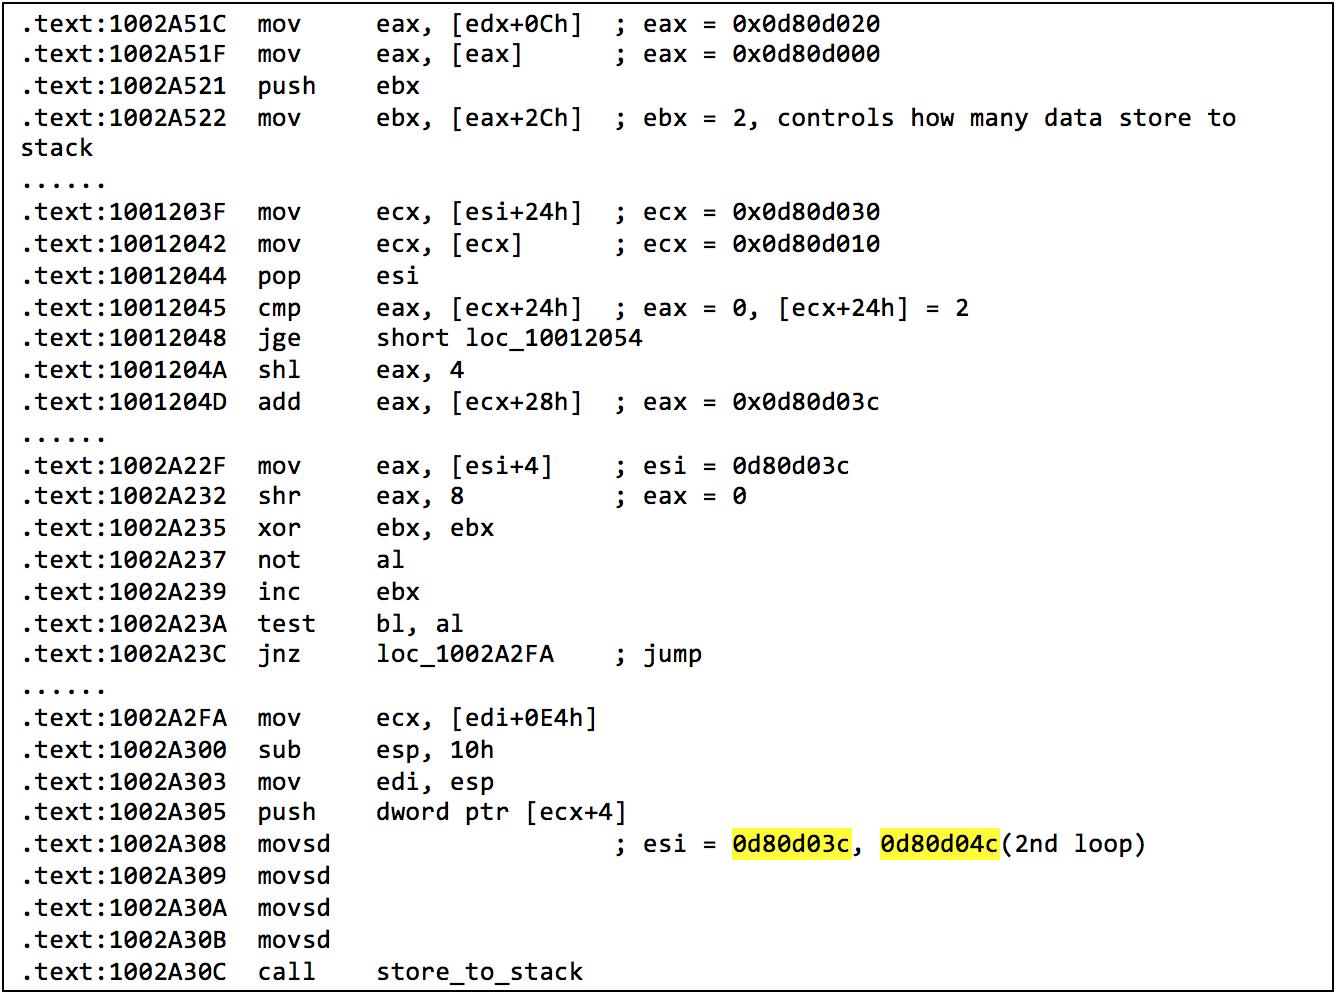 .text:1002A51C  mov     eax, [edx+0Ch]  ; eax = 0x0d80d020
.text:1002A51F  mov     eax, [eax]      ; eax = 0x0d80d000
.text:1002A521  push    ebx
.text:1002A522  mov     ebx, [eax+2Ch]  ; ebx = 2, controls how many data store to
stack
......
.text:1001203F  mov     ecx, [esi+24h]  ; ecx = 0x0d80d030
.text:10012042  mov     ecx, [ecx]      ; ecx = 0x0d80d010
.text:10012044  pop     esi
.text:10012045  cmp     eax, [ecx+24h]  ; eax = 0, [ecx+24h] = 2
.text:10012048  jge     short loc_10012054
.text:1001204A  shl     eax, 4
.text:1001204D  add     eax, [ecx+28h]  ; eax = 0x0d80d03c
......
.text:1002A22F  mov     eax, [esi+4]    ; esi = 0d80d03c
.text:1002A232  shr     eax, 8          ; eax = 0
.text:1002A235  xor     ebx, ebx
.text:1002A237  not     al
.text:1002A239  inc     ebx
.text:1002A23A  test    bl, al
.text:1002A23C  jnz     loc_1002A2FA    ; jump
......
.text:1002A2FA  mov     ecx, [edi+0E4h]
.text:1002A300  sub     esp, 10h
.text:1002A303  mov     edi, esp
.text:1002A305  push    dword ptr [ecx+4]
.text:1002A308  movsd                   ; esi = 0d80d03c, 0d80d04c(2nd loop)
.text:1002A309  movsd
.text:1002A30A  movsd
.text:1002A30B  movsd
.text:1002A30C  call    store_to_stack